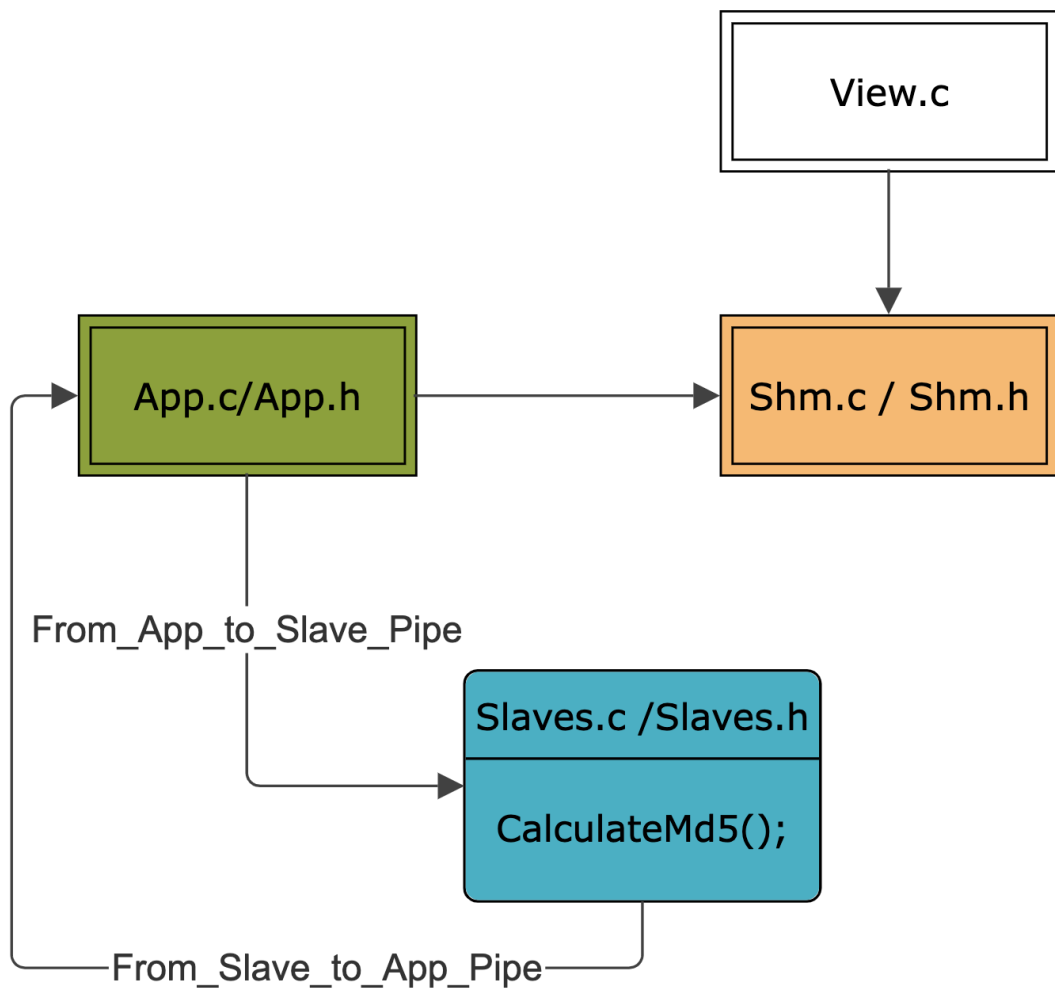 View.c
App.c/App.h
Shm.c / Shm.h
From_App_to_Slave_Pipe
Slaves.c /Slaves.h
CalculateMd5();
From_Slave_to_App_Pipe